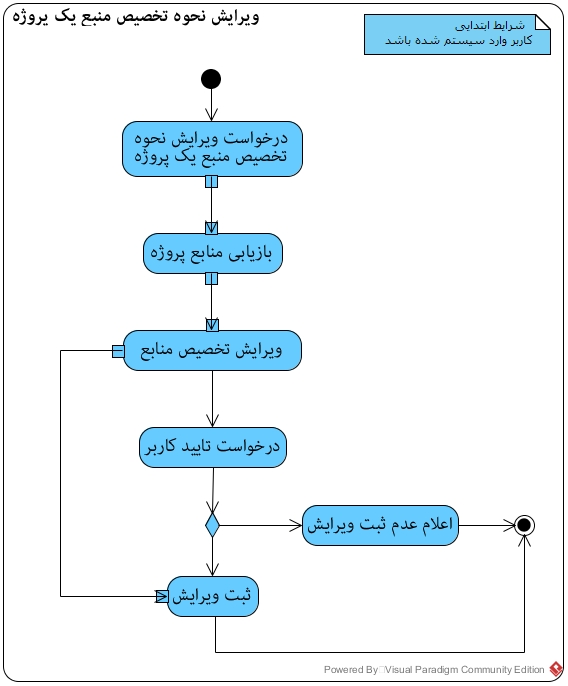 ویرایش نحوه تخصیص منبع یک پروژه
شرایط ابتدایی
کاربر وارد سیستم شده باشد
درخواست ویرایش نحوه
تخصیص منبع یک پروژه
بازیابی منابع پروژه
ویرایش تخصیص منابع
درخواست تایید کاربر
اعلام عدم ثبت ویرایش
ثبت ویرایش
Powered By Visual Paradigm Community Edition